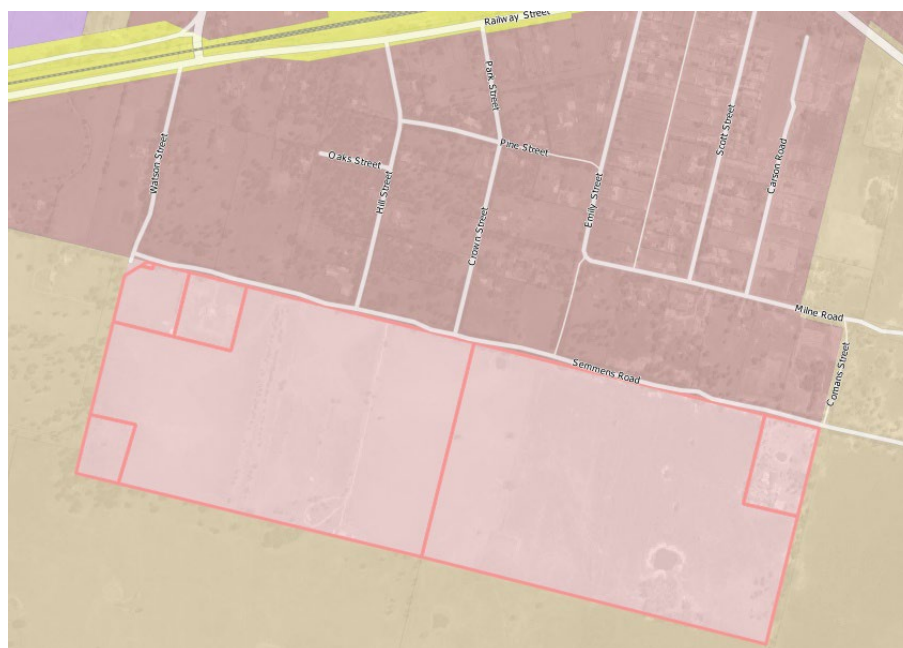 Railway Street
Park Street
Watson Street
Oaks Street
Hill Street
Pine Street
Crown Street
Emily Street
Scott Street
Carson Road
Milne Road
Semmens Road
Comans Street